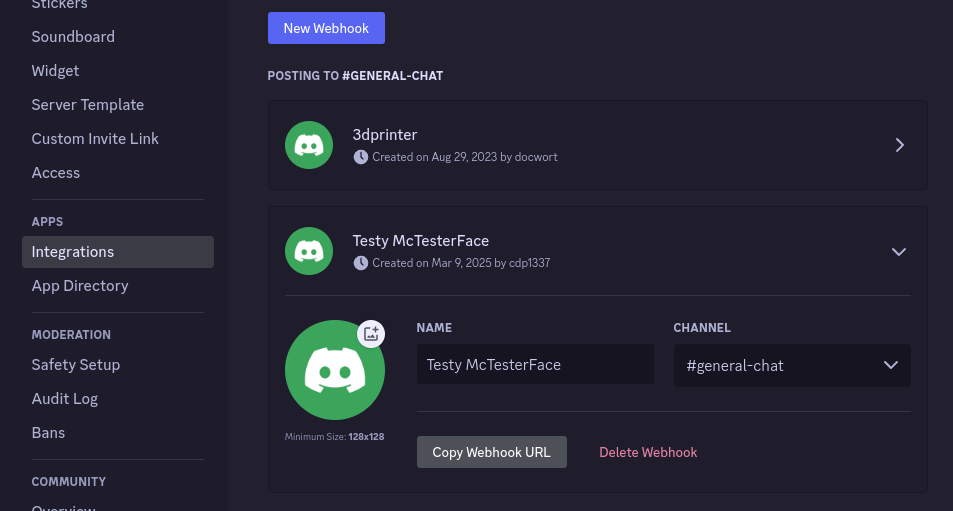 Stickers
Soundboard
Widget
Server Template
Custom Invite Link
Access
APPS
Integrations
App Directory
MODERATION
Safety Setup
Audit Log
Bans
COMMUNITY
Overview
New Webhook
POSTING TO #GENERAL-CHAT
3dprinter
Created on Aug 29, 2023 by docwort
Testy McTesterFace
Created on Mar 9, 2025 by cdp1337
Minimum Size: 128x128
NAME
Testy McTesterFace
CHANNEL
#general-chat
Copy Webhook URL
Delete Webhook